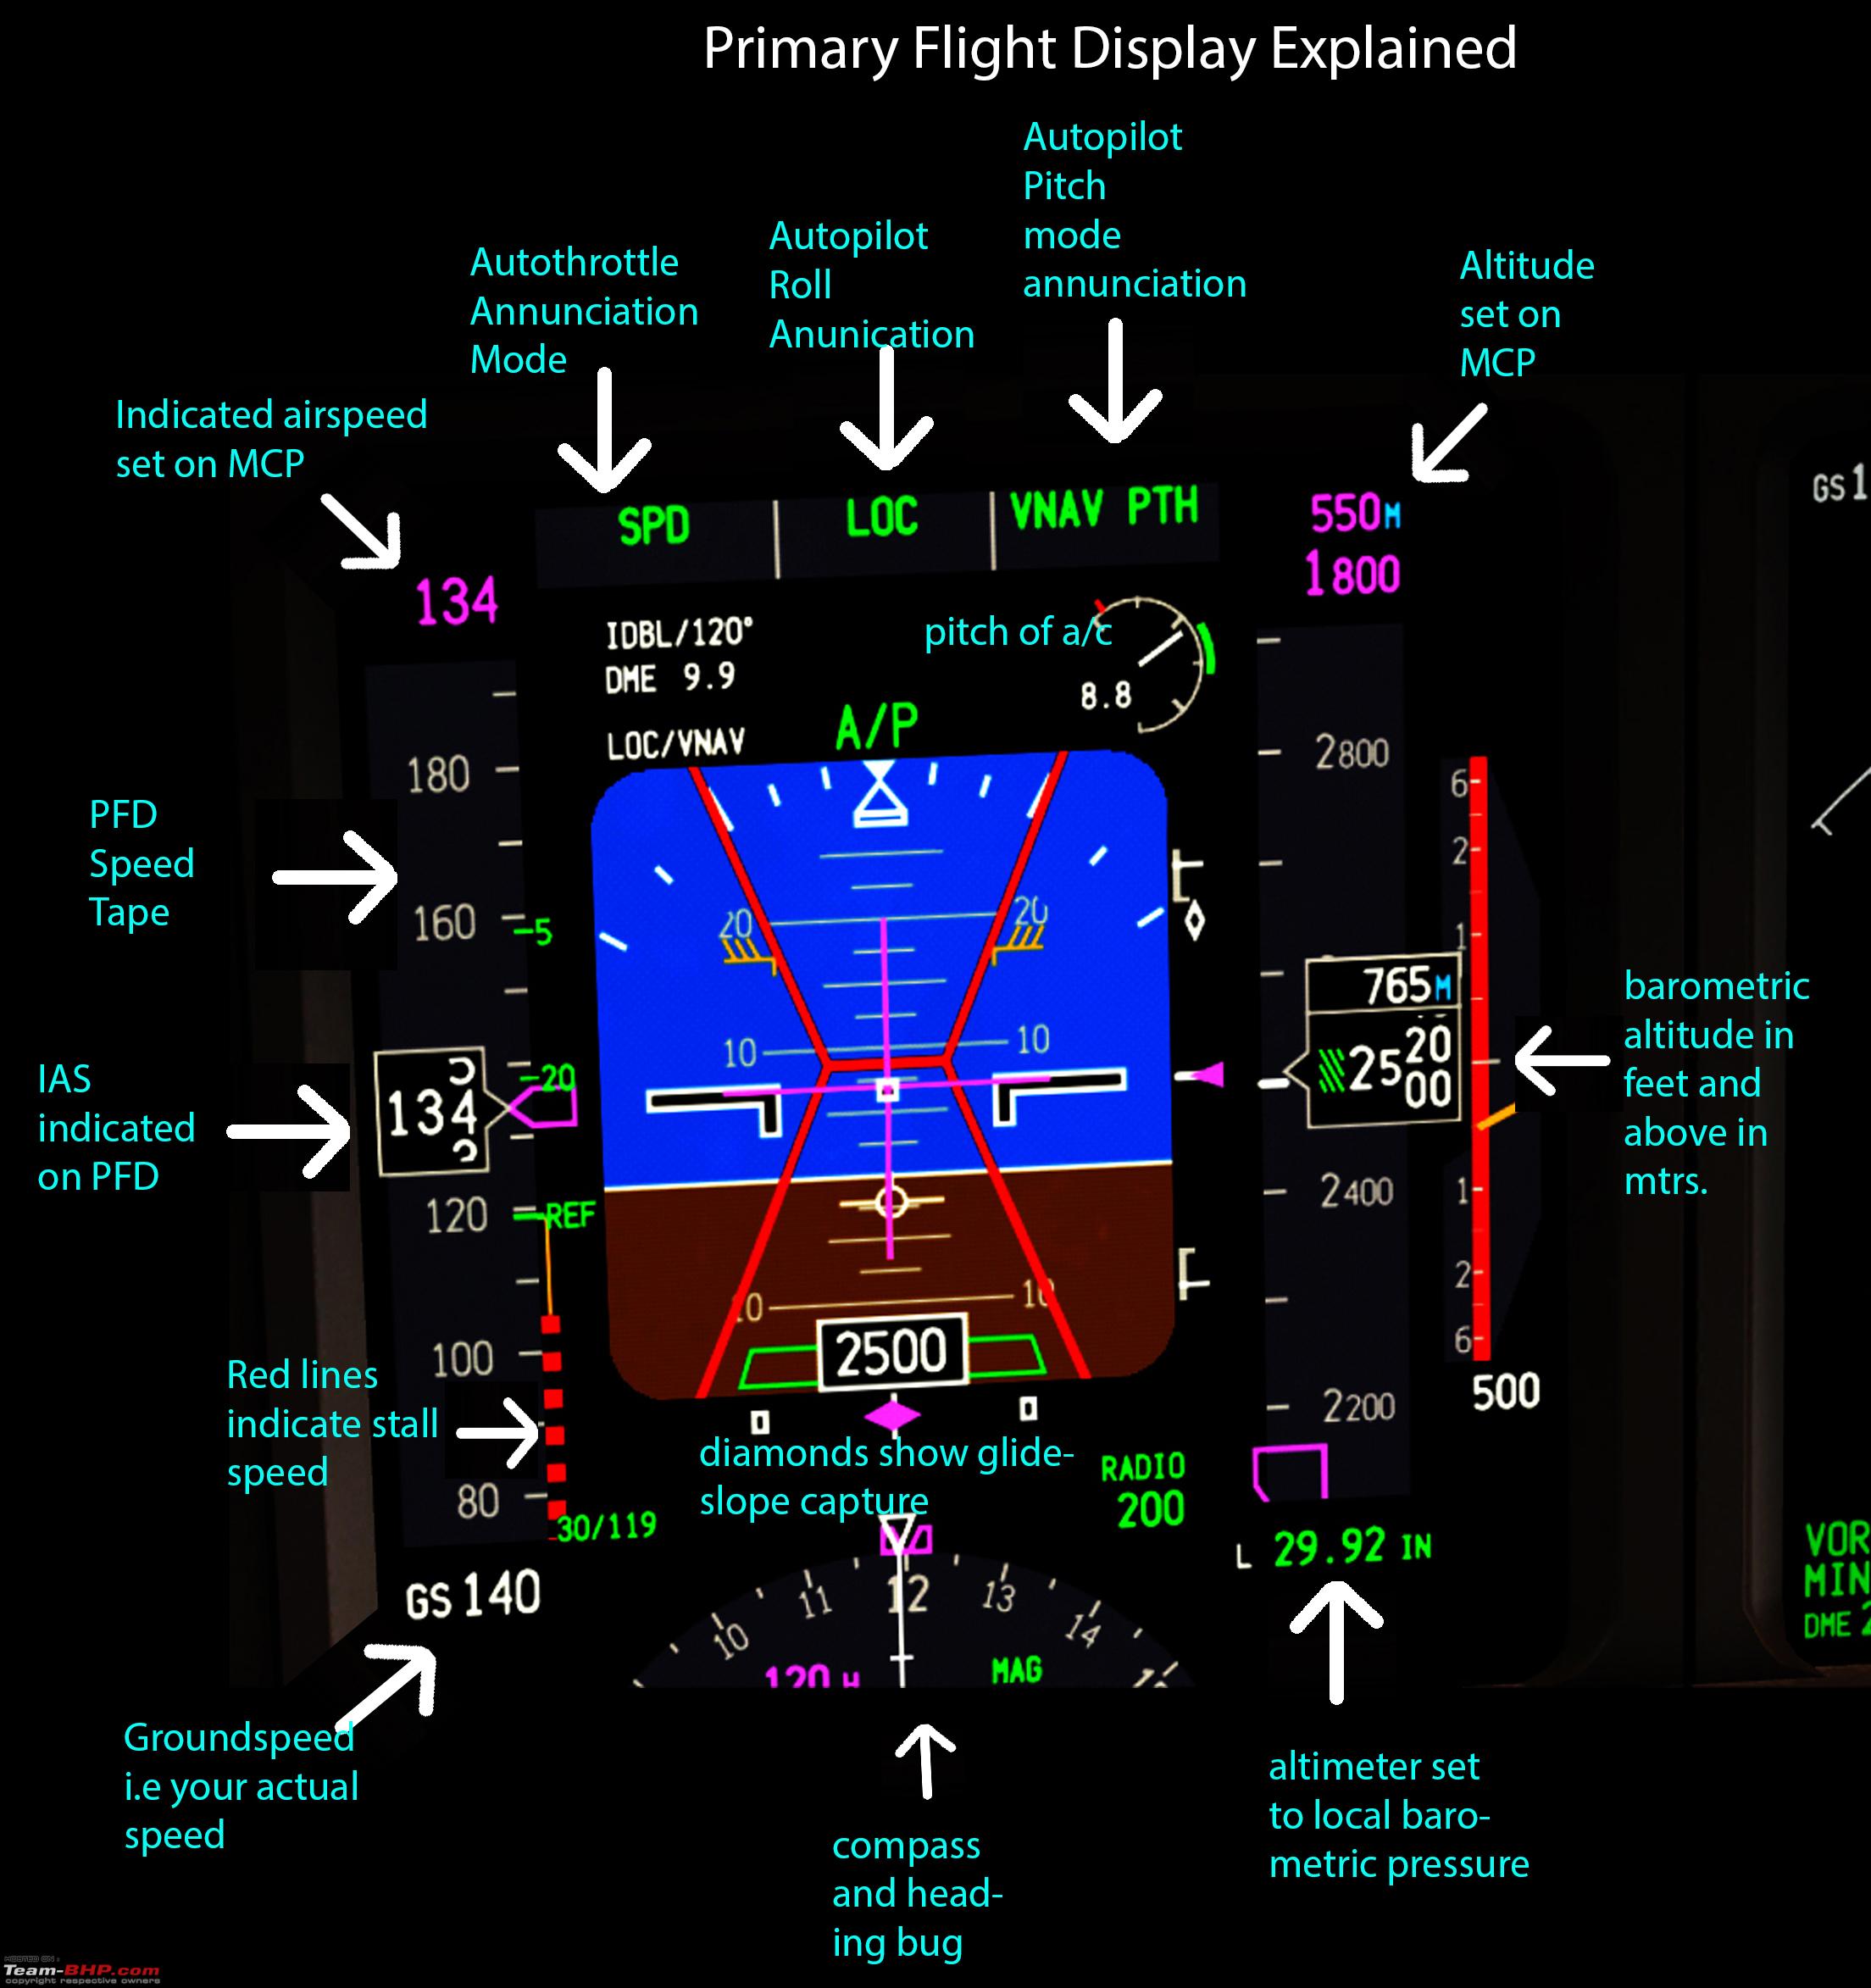 Primary Flight Display Explained
Autopilot
Pitch
mode
annunciation
Autopilot
Roll
Anunication
Autothrottle
Annunciation
Mode
Altitude
set on
MCP
Indicated airspeed
set on MCP
SPD
LOC
VNAV PTH
550M
1800
GS 1
134
IDBL/120°
DME 9.9
pitch of a/c
8.8
LOC/VNAV
A/P
180
2800
6
PFD
Speed
Tape
2
160
-5
20
20
1
765M
barometric
altitude in
feet and
above in
mtrs.
10
10
25
20
00
IAS
indicated
on PFD
134
-20
120
REF
2400
1
2
10
10
6
2500
100
500
2200
Red lines
indicate stall
speed
diamonds show glide-
slope capture
RADIO
200
80
30/119
L 29.92 IN
VOR
MIN
DME 2
GS 140
10
11
12
13
14
120 H
MAG
Groundspeed
i.e your actual
speed
compass
and head-
ing bug
altimeter set
to local baro-
metric pressure
Team-BHP.com
copyright respective owners